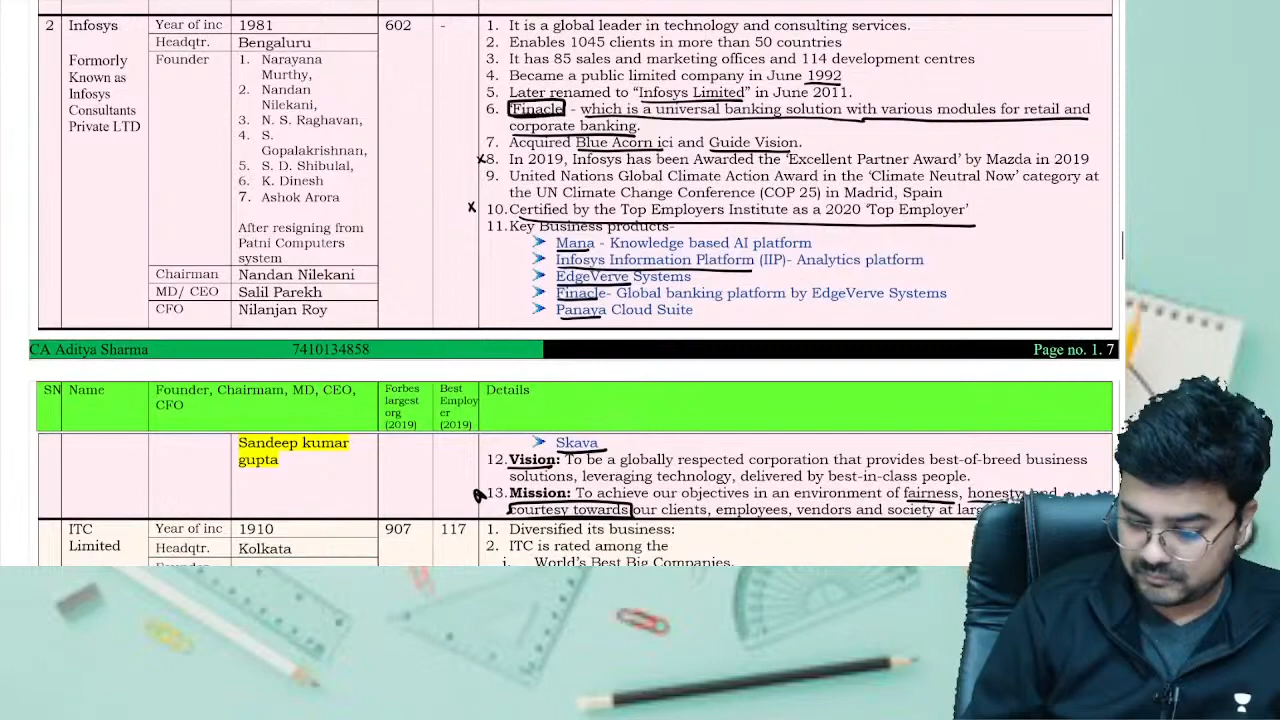 2 Infosys Year of inc 1981 602 - 1. It is a global leader in technology and consulting services.
Headqtr. Bengaluru 2. Enables 1045 clients in more than 50 countries
Formorly Known as Infosys Consultants Private LTD
Founder 1. Narayana Murthy,
2. Nandan Nilekani,
3. N. S. Raghavan,
4. S. Gopalakrishnan,
5. S. D. Shibulal,
6. K. Dinesh
7. Ashok Arora
After resigning from Patni Computers system
Chairman Nandan Nilekani
MD/ CEO Salil Parekh
CFO Nilanjan Roy
3. It has 85 sales and marketing offices and 114 development centres
4. Became a public limited company in June 1992
5. Later renamed to “Infosys Limited” in June 2011.
6. 'Finacle' - which is a universal banking solution with various modules for retail and
corporate banking.
7. Acquired Blue Acorn ici and Guide Vision.
x8. In 2019, Infosys has been Awarded the ‘Excellent Partner Award’ by Mazda in 2019
9. United Nations Global Climate Action Award in the ‘Climate Neutral Now’ category at
the UN Climate Change Conference (COP 25) in Madrid, Spain
x 10. Certified by the Top Employers Institute as a 2020 ‘Top Employer’
11. Key Business products-
➢ Mana - Knowledge based AI platform
➢ Infosys Information Platform (IIP)- Analytics platform
➢ EdgeVerve Systems
➢ Finacle- Global banking platform by EdgeVerve Systems
➢ Panaya Cloud Suite
CA Aditya Sharma 7410134858 Page no. 1. 7
SN Name Founder, Chairmam, MD, CEO, CFO Forbes largest org (2019) Best Employer (2019) Details
Sandeep kumar gupta
➢ Skava
12. Vision: To be a globally respected corporation that provides best-of-breed business
solutions, leveraging technology, delivered by best-in-class people.
13. Mission: To achieve our objectives in an environment of fairness, honesty and
courtesy towards our clients, employees, vendors and society at
ITC Limited Year of inc 1910 907 117 1. Diversified its business:
Headqtr. Kolkata 2. ITC is rated among the
i. World's Best Big Companies,